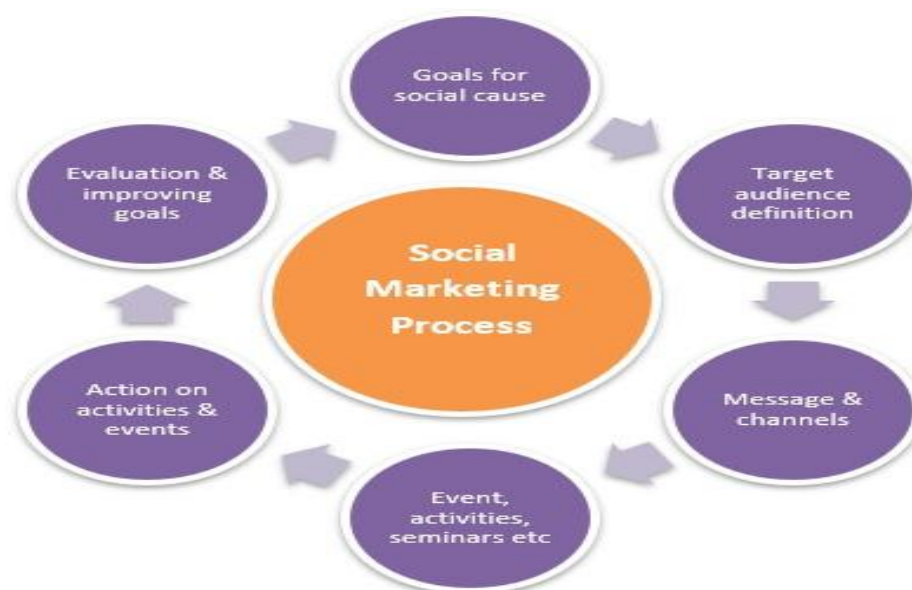 Goals for
social cause
Target
audience
definition
Message &
channels
Event,
activities,
seminars etc
Action on
activities &
events
Evaluation &
improving
goals
Social
Marketing
Process